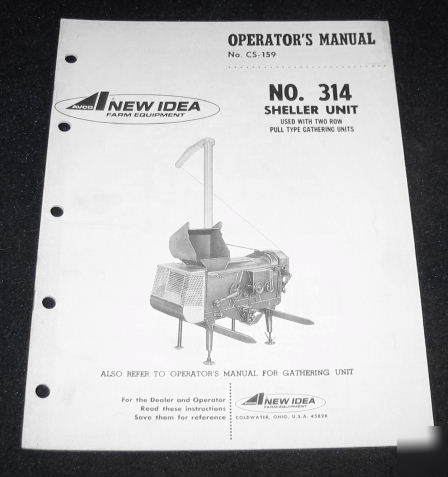 OPERATOR'S MANUAL
No. CS-159
AVCO NEW IDEA
FARM EQUIPMENT
NO. 314
SHELLER UNIT
USED WITH TWO ROW
PULL TYPE GATHERING UNITS
ALSO REFER TO OPERATOR'S MANUAL FOR GATHERING UNIT
For the Dealer and Operator
Read these instructions
Save them for reference
AVCO NEW IDEA
FARM EQUIPMENT
COLDWATER, OHIO, U.S.A. 45828